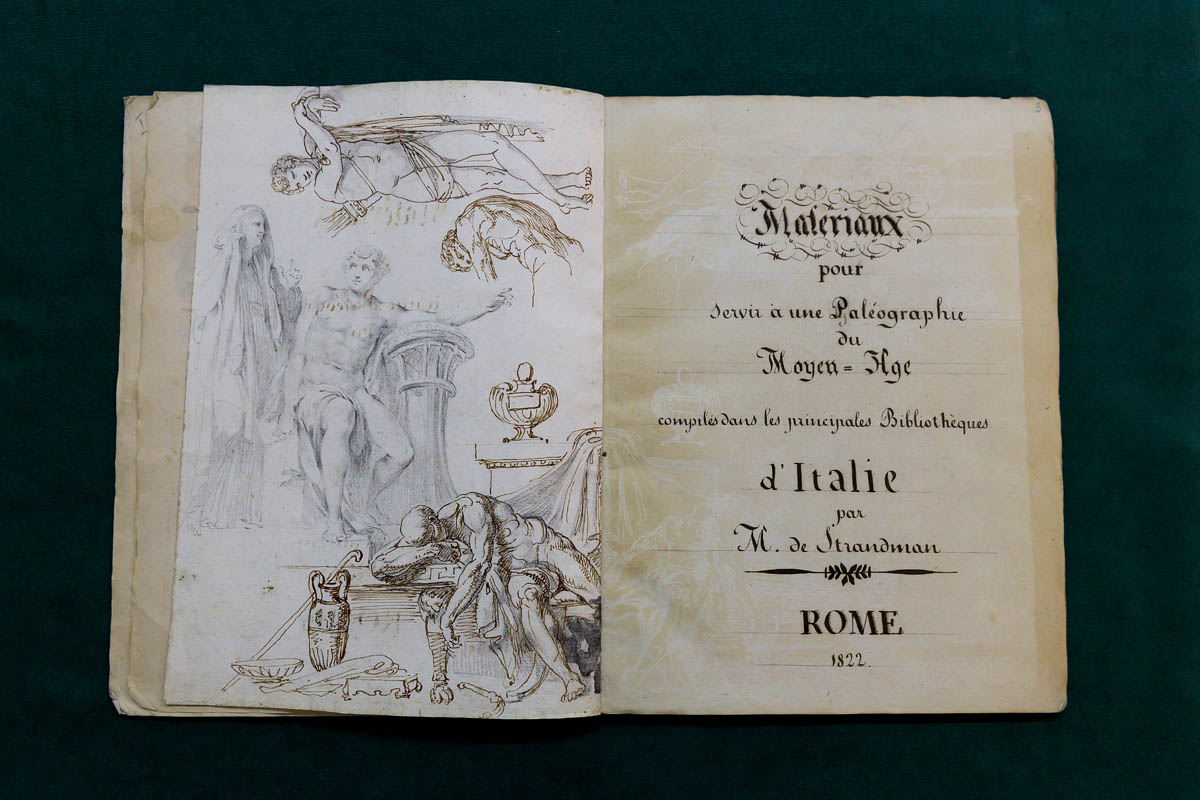 Matériaux
pour
servir à une Paléographie
du
Moyen = Age
compilés dans les principales Bibliothèques
d'Italie
par
M. de Strandman
ROME
1822.